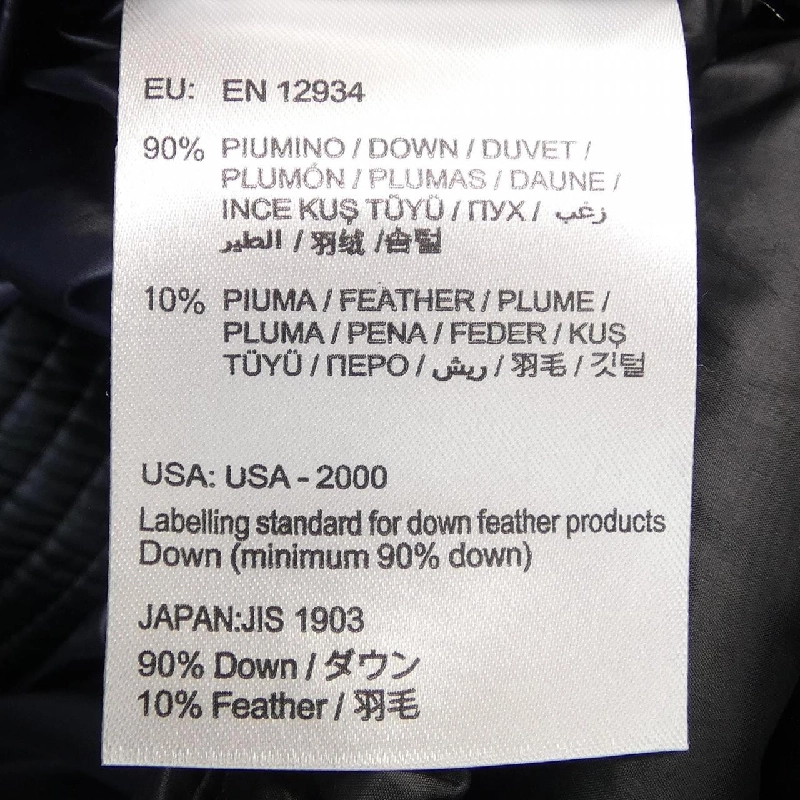 EU: EN 12934
90% PIUMINO / DOWN / DUVET /
PLUMÓN / PLUMAS / DAUNE /
INCE KUŞ TÜYÜ / ПУХ / زغب
الطير / 羽绒 / 솜털
10% PIUMA / FEATHER / PLUME /
PLUMA / PENA / FEDER / KUŞ
TÜYÜ / ПЕРО / ريش / 羽毛 / 깃털
USA: USA - 2000
Labelling standard for down feather products
Down (minimum 90% down)
JAPAN:JIS 1903
90% Down / ダウン
10% Feather / 羽毛